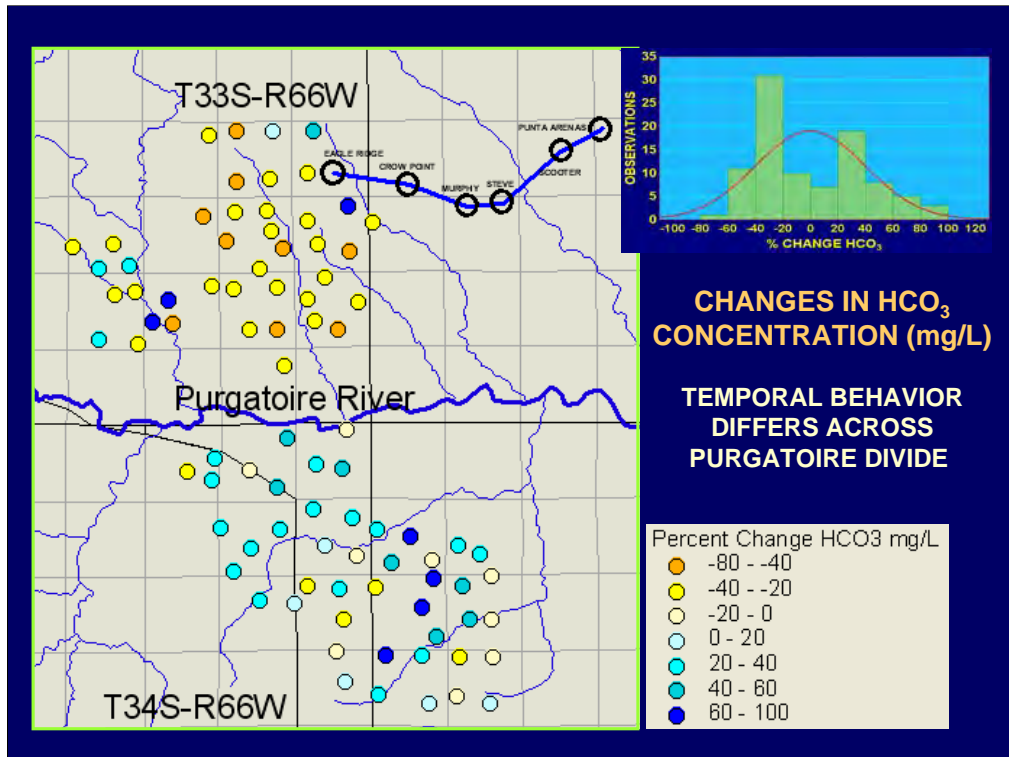 T33S-R66W
PUNTA ARENAS
EAGLE RIDGE
CROW POINT
SCOOTER
STEVE
MURPHY
Purgatoire River
T34S-R66W
35
30
25
20
15
10
5
0
OBSERVATIONS
-100 -80 -60 -40 -20 0 20 40 60 80 100 120
% CHANGE HCO₃
CHANGES IN HCO₃
CONCENTRATION (mg/L)
TEMPORAL BEHAVIOR
DIFFERS ACROSS
PURGATOIRE DIVIDE
Percent Change HCO3 mg/L
-80 - -40
-40 - -20
-20 - 0
0 - 20
20 - 40
40 - 60
60 - 100